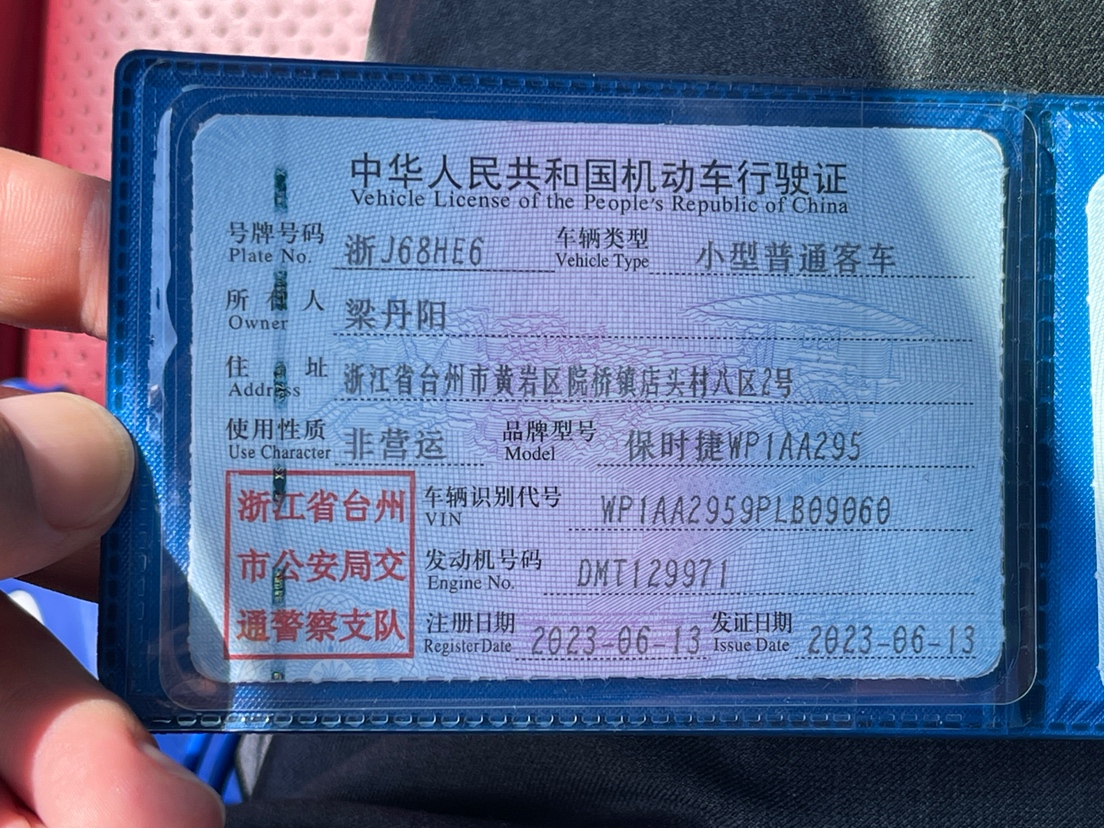 中华人民共和国机动车行驶证
Vehicle License of the People's Republic of China
号牌号码 浙J68HE6 车辆类型 小型普通客车
Plate No. Vehicle Type
所有人 梁丹阳
Owner
住址 浙江省台州市黄岩区院桥镇店头村八区2号
Address
使用性质 非营运 品牌型号 保时捷WP1AA295
Use Character Model
浙江省台州
市公安局交
通警察支队
车辆识别代号 WP1AA2959PLB09060
VIN
发动机号码 DMT129971
Engine No.
注册日期 2023-06-13 发证日期 2023-06-13
Register Date Issue Date